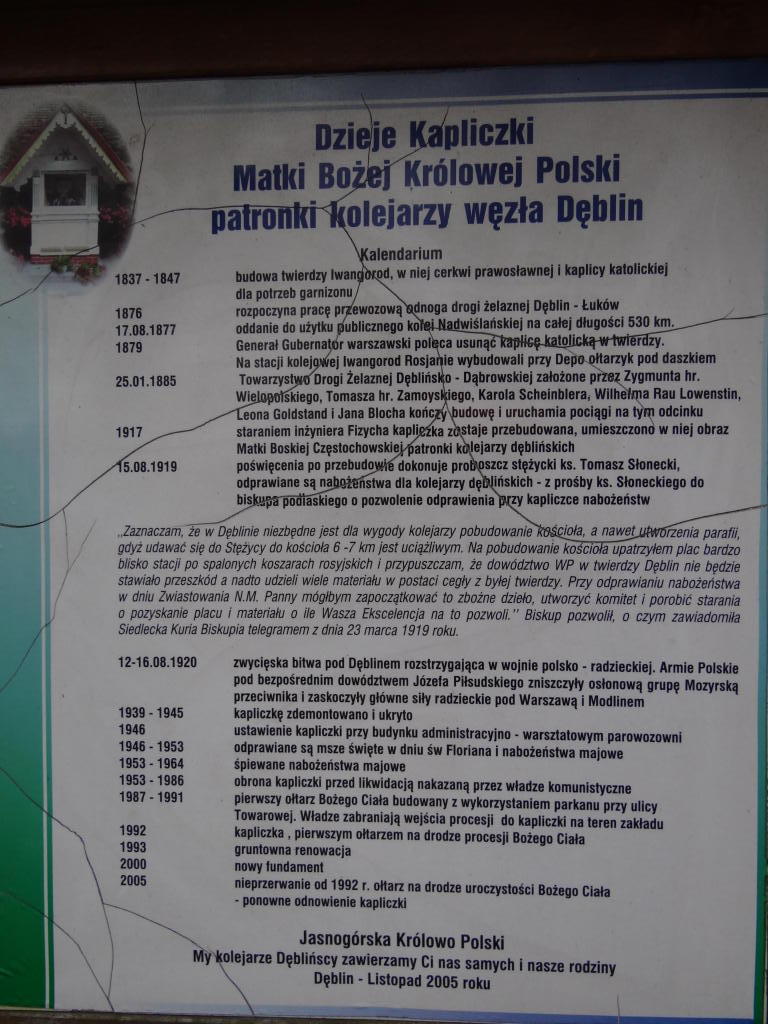 Dzieje Kapliczki
Matki Bożej Królowej Polski
patronki kolejarzy węzła Dęblin
Kalendarium
1837 - 1847 budowa twierdzy Iwangorod, w niej cerkwi prawosławnej i kaplicy katolickiej
dla potrzeb garnizonu
1876 rozpoczyna pracę przewozową odnoga drogi żelaznej Dęblin - Łuków
17.08.1877 oddanie do użytku publicznego kolei Nadwiślańskiej na całej długości 530 km.
1879 Generał Gubernator warszawski poleca usunąć kaplicę katolicką w twierdzy.
Na stacji kolejowej Iwangorod Rosjanie wybudowali przy Depo ołtarzyk pod daszkiem
25.01.1885 Towarzystwo Drogi Żelaznej Dęblińsko - Dąbrowskiej założone przez Zygmunta hr.
Wielopolskiego, Tomasza hr. Zamoyskiego, Karola Scheinblera, Wilhelma Rau Lowenstin,
Leona Goldstand i Jana Blocha kończy budowę i uruchamia pociągi na tym odcinku
1917 staraniem inżyniera Fizycha kapliczka zostaje przebudowana, umieszczono w niej obraz
Matki Boskiej Częstochowskiej patronki kolejarzy dęblińskich
15.08.1919 poświęcenia po przebudowie dokonuje proboszcz stężycki ks. Tomasz Słonecki,
odprawiane są nabożeństwa dla kolejarzy dęblińskich - z prośby ks. Słoneckiego do
biskupa podlaskiego o pozwolenie odprawienia przy kapliczce nabożeństw
,,Zaznaczam, że w Dęblinie niezbędne jest dla wygody kolejarzy pobudowanie kościoła, a nawet utworzenia parafii,
gdyż udawać się do Stężycy do kościoła 6 -7 km jest uciążliwym. Na pobudowanie kościoła upatrzyłem plac bardzo
blisko stacji po spalonych koszarach rosyjskich i przypuszczam, że dowództwo WP w twierdzy Dęblin nie będzie
stawiało przeszkód a nadto udzieli wiele materiału w postaci cegły z byłej twierdzy. Przy odprawianiu nabożeństwa
w dniu Zwiastowania N.M. Panny mógłbym zapoczątkować to zbożne dzieło, utworzyć komitet i porobić starania
o pozyskanie placu i materiału o ile Wasza Ekscelencja na to pozwoli.'' Biskup pozwolił, o czym zawiadomiła
Siedlecka Kuria Biskupia telegramem z dnia 23 marca 1919 roku.
12-16.08.1920 zwycięska bitwa pod Dęblinem rozstrzygająca w wojnie polsko - radzieckiej. Armie Polskie
pod bezpośrednim dowództwem Józefa Piłsudskiego zniszczyły osłonową grupę Mozyrską
przeciwnika i zaskoczyły główne siły radzieckie pod Warszawą i Modlinem
1939 - 1945 kapliczkę zdemontowano i ukryto
1946 ustawienie kapliczki przy budynku administracyjno - warsztatowym parowozowni
1946 - 1953 odprawiane są msze święte w dniu św Floriana i nabożeństwa majowe
1953 - 1964 śpiewane nabożeństwa majowe
1953 - 1986 obrona kapliczki przed likwidacją nakazaną przez władze komunistyczne
1987 - 1991 pierwszy ołtarz Bożego Ciała budowany z wykorzystaniem parkanu przy ulicy
Towarowej. Władze zabraniają wejścia procesji do kapliczki na teren zakładu
1992 kapliczka , pierwszym ołtarzem na drodze procesji Bożego Ciała
1993 gruntowna renowacja
2000 nowy fundament
2005 nieprzerwanie od 1992 r. ołtarz na drodze uroczystości Bożego Ciała
- ponowne odnowienie kapliczki
Jasnogórska Królowo Polski
My kolejarze Dęblińscy zawierzamy Ci nas samych i nasze rodziny
Dęblin - Listopad 2005 roku